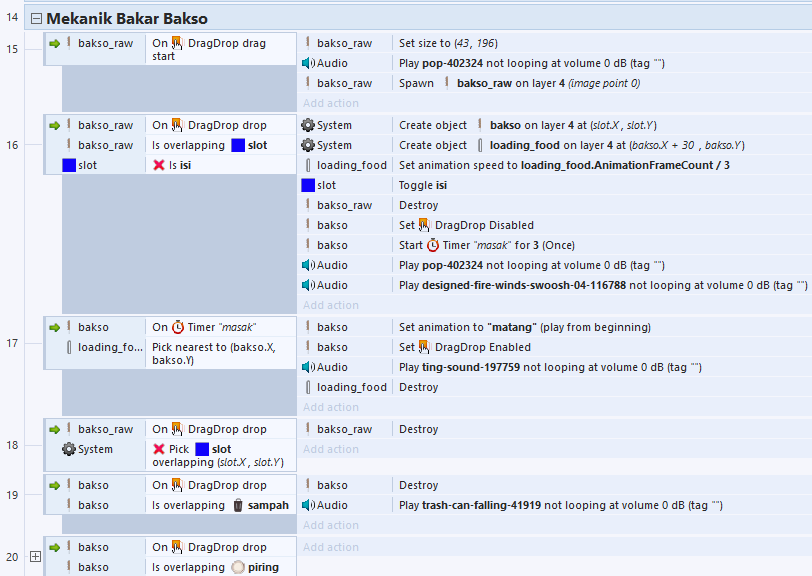 14 Mekanik Bakar Bakso
15 bakso_raw On DragDrop drag start
bakso_raw Set size to (43, 196)
Audio Play pop-402324 not looping at volume 0 dB (tag "")
bakso_raw Spawn bakso_raw on layer 4 (image point 0)
Add action
16 bakso_raw On DragDrop drop
bakso_raw Is overlapping slot
slot Is isi
System Create object bakso on layer 4 at (slot.X , slot.Y)
System Create object loading_food on layer 4 at (bakso.X + 30 , bakso.Y)
loading_food Set animation speed to loading_food.AnimationFrameCount / 3
slot Toggle isi
bakso_raw Destroy
bakso Set DragDrop Disabled
bakso Start Timer "masak" for 3 (Once)
Audio Play pop-402324 not looping at volume 0 dB (tag "")
Audio Play designed-fire-winds-swoosh-04-116788 not looping at volume 0 dB (tag "")
Add action
17 bakso On Timer "masak"
loading_fo... Pick nearest to (bakso.X, bakso.Y)
bakso Set animation to "matang" (play from beginning)
bakso Set DragDrop Enabled
Audio Play ting-sound-197759 not looping at volume 0 dB (tag "")
loading_food Destroy
Add action
18 bakso_raw On DragDrop drop
System Pick slot overlapping (slot.X , slot.Y)
bakso_raw Destroy
Add action
19 bakso On DragDrop drop
bakso Is overlapping sampah
bakso Destroy
Audio Play trash-can-falling-41919 not looping at volume 0 dB (tag "")
Add action
20 bakso On DragDrop drop
bakso Is overlapping piring
Add action